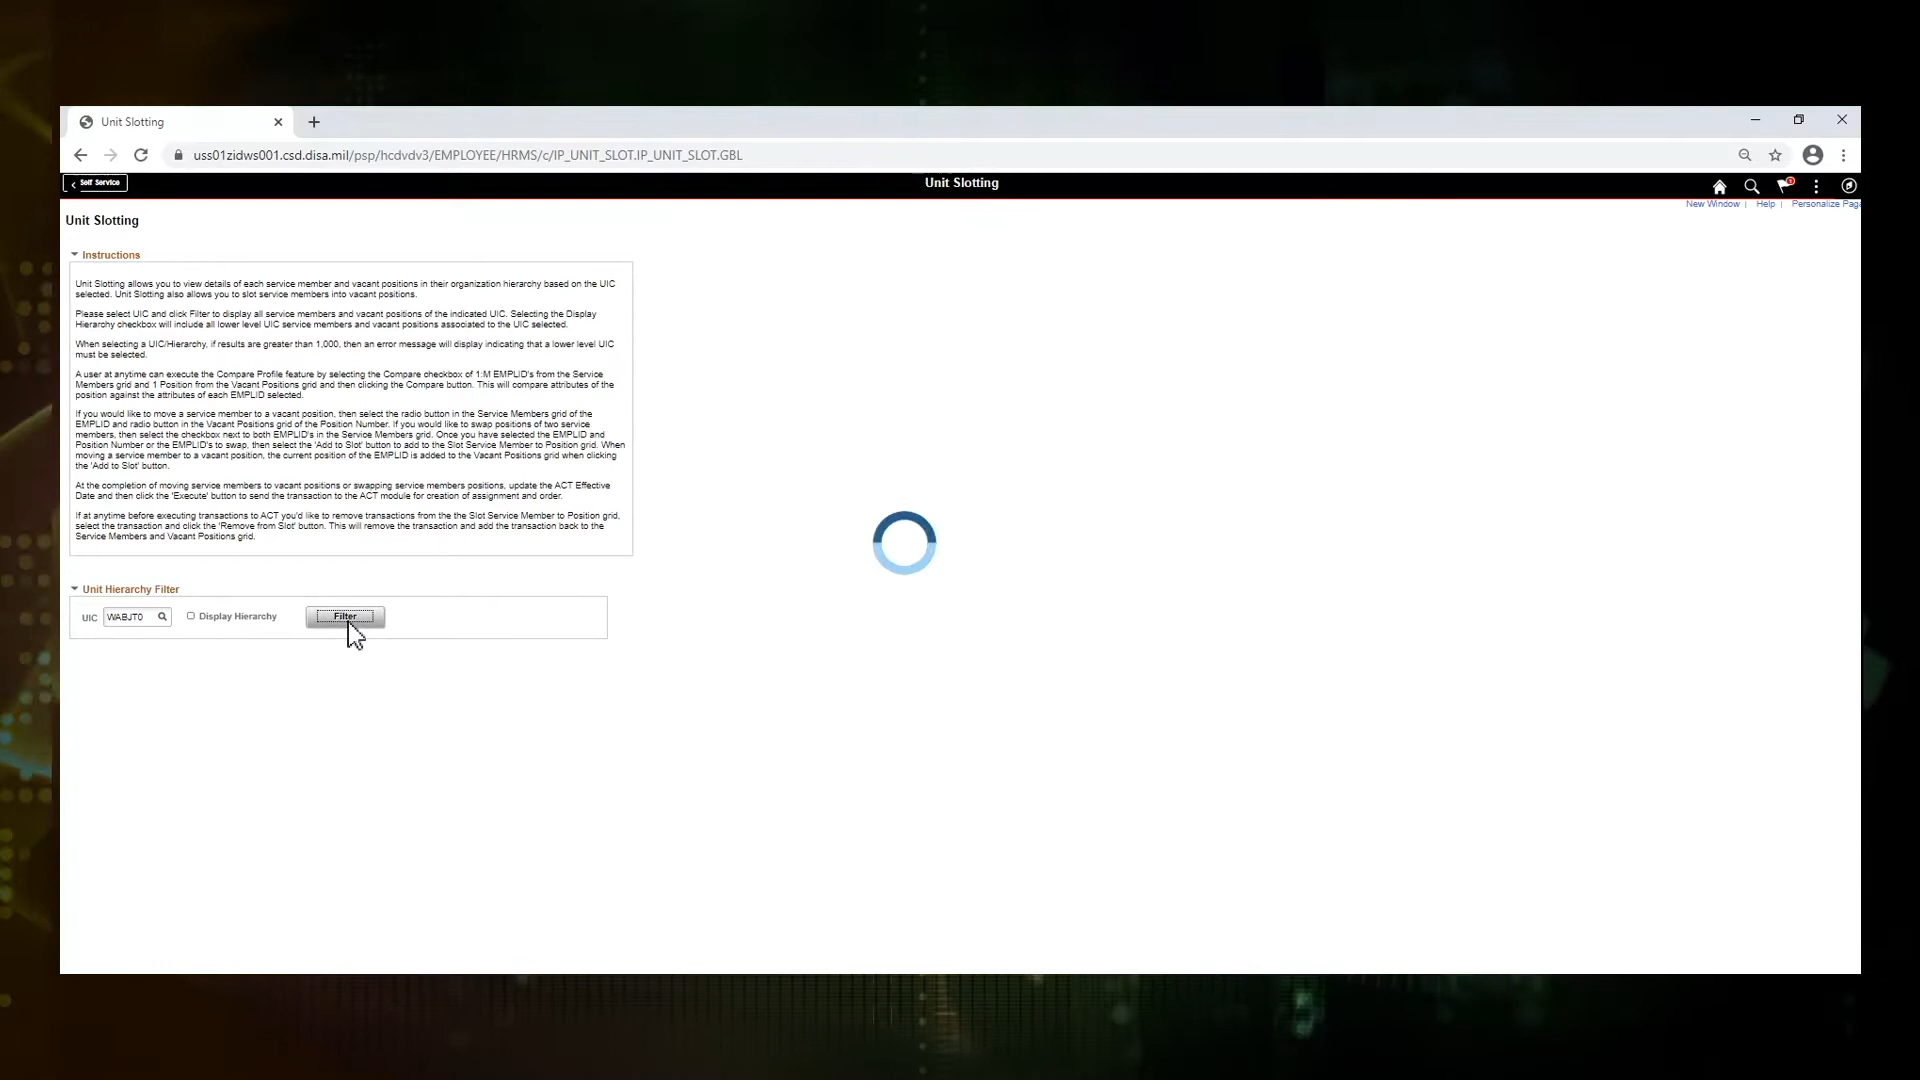 Unit Slotting
uss01zidws001.csd.disa.mil/psp/hcdvdv3/EMPLOYEE/HRMS/c/IP_UNIT_SLOT.IP_UNIT_SLOT.GBL
Self Service
Unit Slotting
New Window | Help | Personalize Page
Unit Slotting
Instructions
Unit Slotting allows you to view details of each service member and vacant positions in their organization hierarchy based on the UIC
selected. Unit Slotting also allows you to slot service members into vacant positions.
Please select UIC and click Filter to display all service members and vacant positions of the indicated UIC. Selecting the Display
Hierarchy checkbox will include all lower level UIC service members and vacant positions associated to the UIC selected.
When selecting a UIC/Hierarchy, if results are greater than 1,000, then an error message will display indicating that a lower level UIC
must be selected.
A user at anytime can execute the Compare Profile feature by selecting the Compare checkbox of 1:M EMPLID's from the Service
Members grid and 1 Position from the Vacant Positions grid and then clicking the Compare button. This will compare attributes of the
position against the attributes of each EMPLID selected.
If you would like to move a service member to a vacant position, then select the radio button in the Service Members grid of the
EMPLID and radio button in the Vacant Positions grid of the Position Number. If you would like to swap positions of two service
members, then select the checkbox next to both EMPLID's in the Service Members grid. Once you have selected the EMPLID and
Position Number or the EMPLID's to swap, then select the 'Add to Slot' button to add to the Slot Service Member to Position grid. When
moving a service member to a vacant position, the current position of the EMPLID is added to the Vacant Positions grid when clicking
the 'Add to Slot' button.
At the completion of moving service members to vacant positions or swapping service members positions, update the ACT Effective
Date and then click the 'Execute' button to send the transaction to the ACT module for creation of assignment and order.
If at anytime before executing transactions to ACT you'd like to remove transactions from the the Slot Service Member to Position grid,
select the transaction and click the 'Remove from Slot' button. This will remove the transaction and add the transaction back to the
Service Members and Vacant Positions grid.
Unit Hierarchy Filter
UIC WABJT0 Display Hierarchy Filter